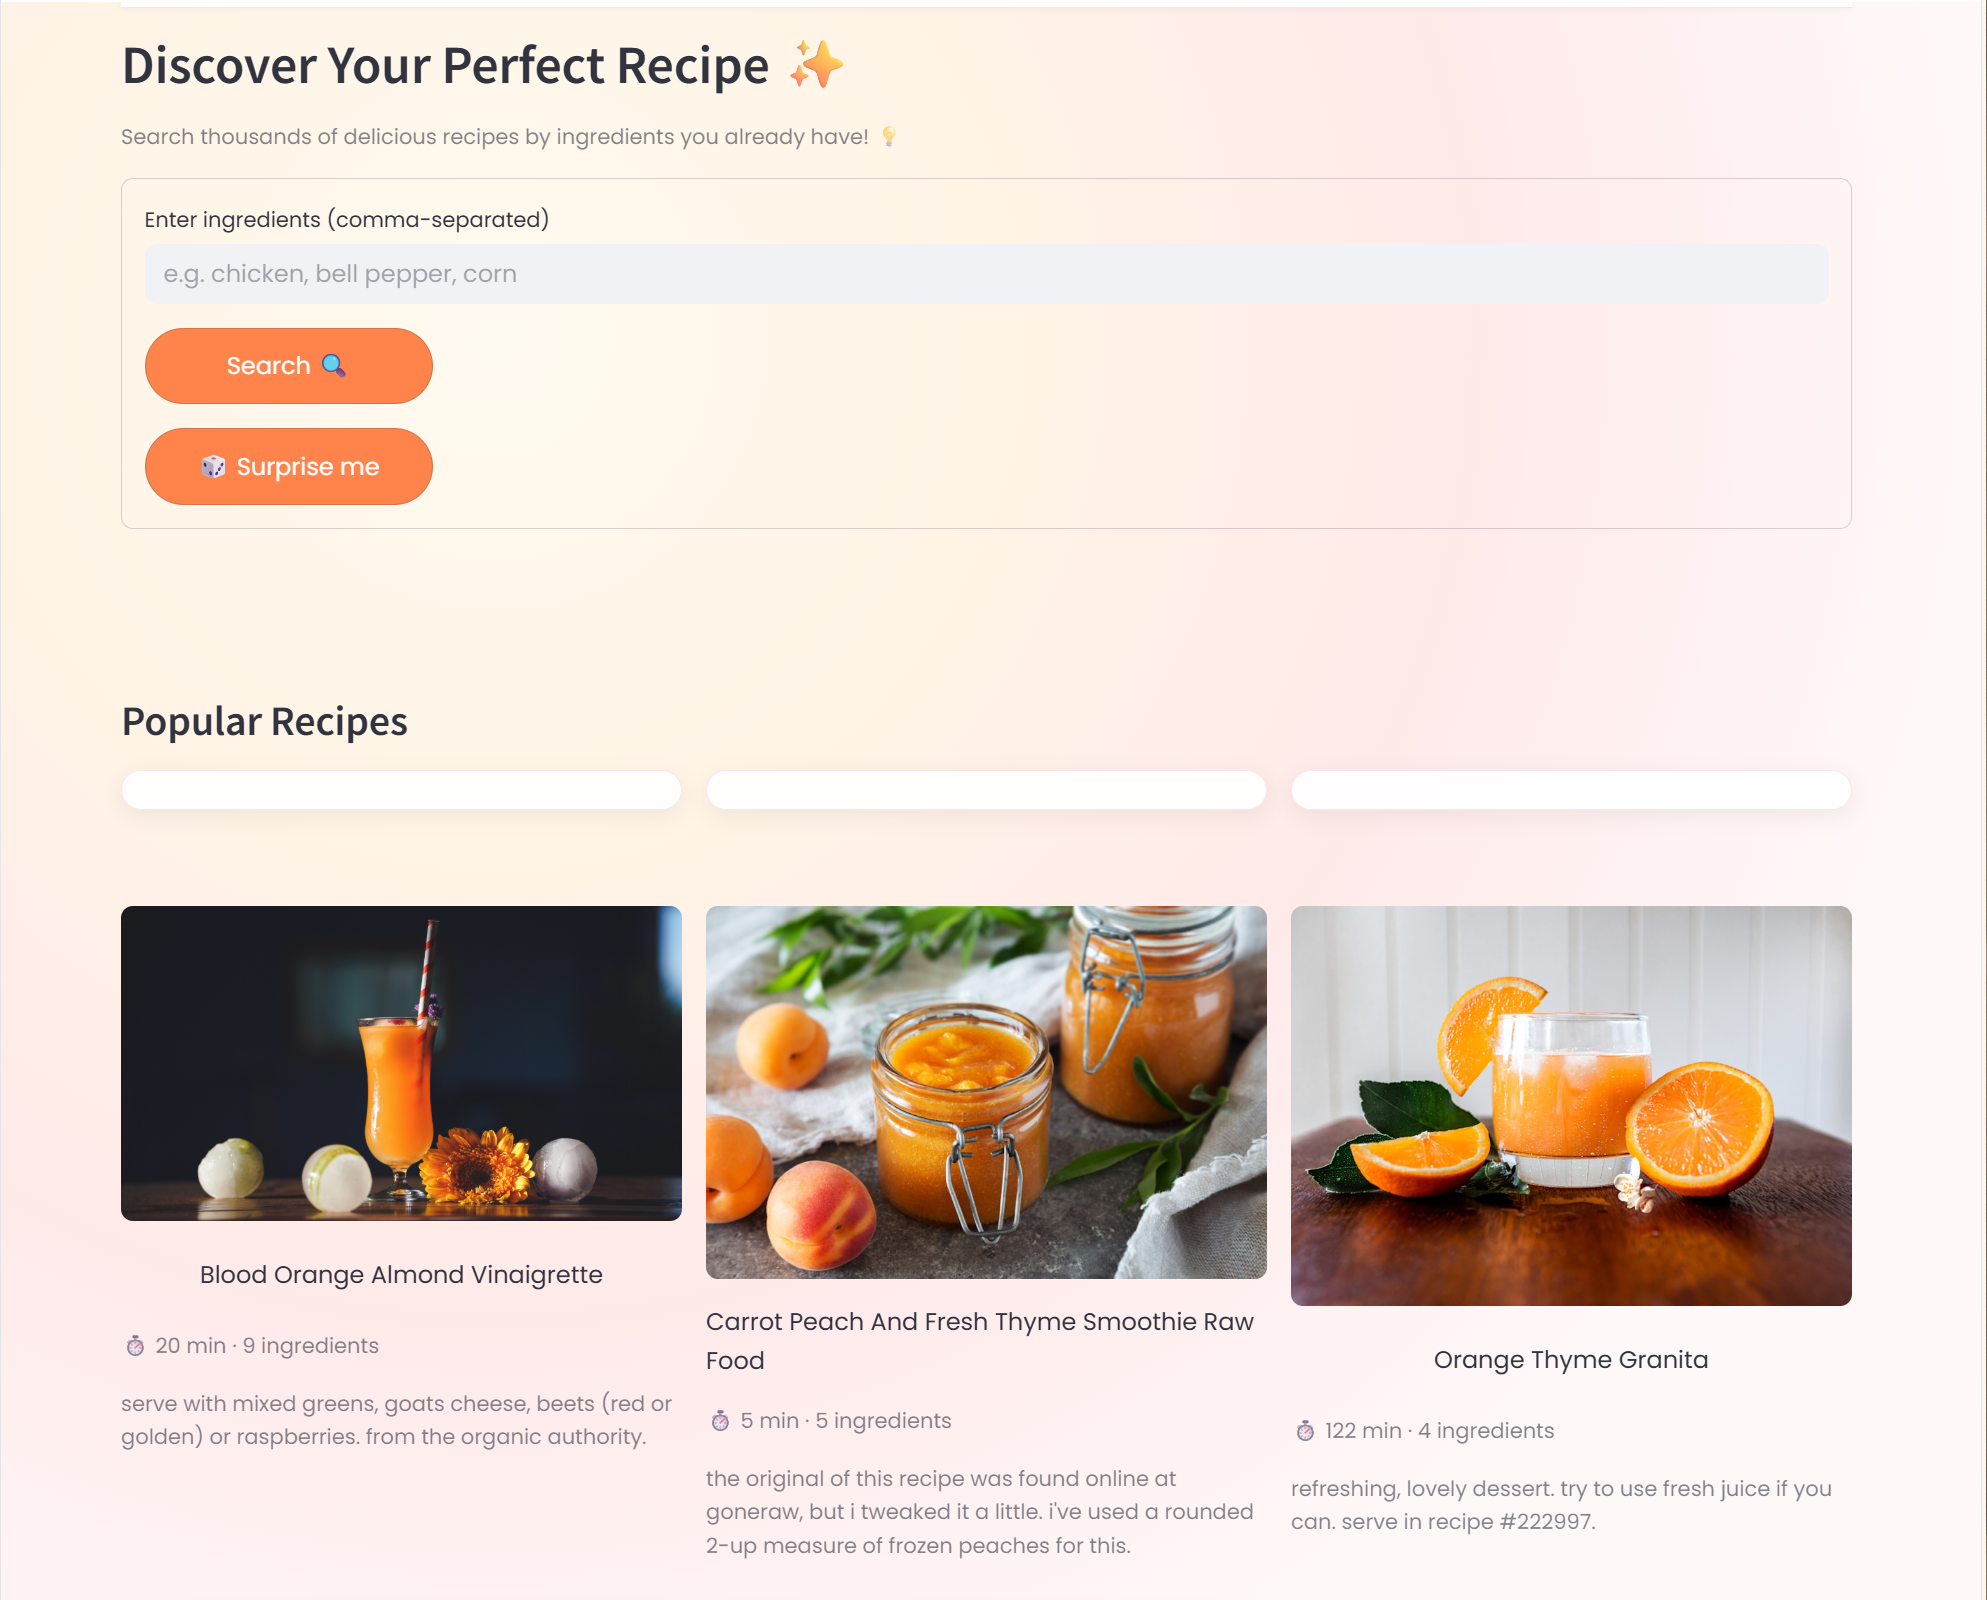 Discover Your Perfect Recipe ✨
Search thousands of delicious recipes by ingredients you already have! 💡
Enter ingredients (comma-separated)
e.g. chicken, bell pepper, corn
Search 🔍
🎲 Surprise me
Popular Recipes
Blood Orange Almond Vinaigrette
⏱ 20 min · 9 ingredients
serve with mixed greens, goats cheese, beets (red or
golden) or raspberries. from the organic authority.
Carrot Peach And Fresh Thyme Smoothie Raw
Food
⏱ 5 min · 5 ingredients
the original of this recipe was found online at
goneraw, but i tweaked it a little. i've used a rounded
2-up measure of frozen peaches for this.
Orange Thyme Granita
⏱ 122 min · 4 ingredients
refreshing, lovely dessert. try to use fresh juice if you
can. serve in recipe #222997.